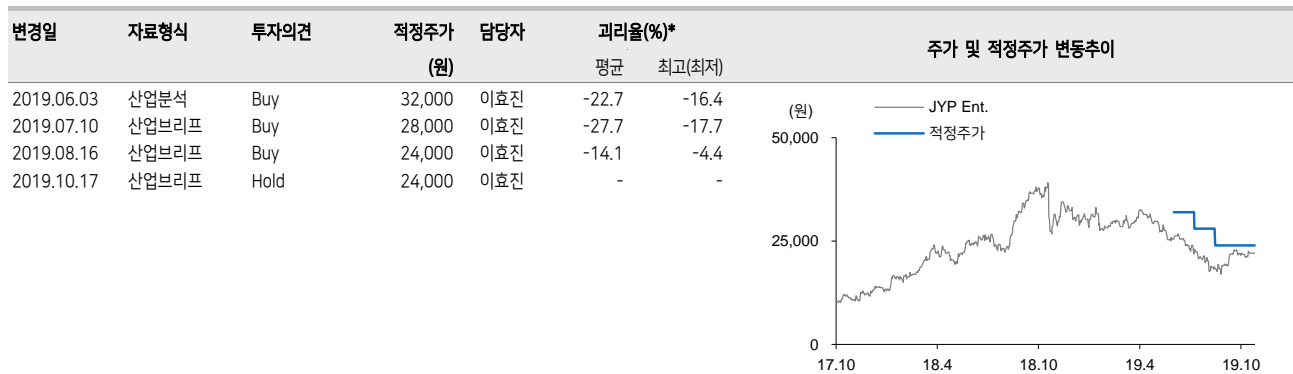 변경일 자료형식 투자의견 적정주가 담당자 괴리율(%)* 주가 및 적정주가 변동추이
(원) 평균 최고(최저)
2019.06.03 산업분석 Buy 32,000 이효진 -22.7 -16.4
2019.07.10 산업브리프 Buy 28,000 이효진 -27.7 -17.7
2019.08.16 산업브리프 Buy 24,000 이효진 -14.1 -4.4
2019.10.17 산업브리프 Hold 24,000 이효진 - -
(원)
JYP Ent.
적정주가
50,000
25,000
0
17.10 18.4 18.10 19.4 19.10